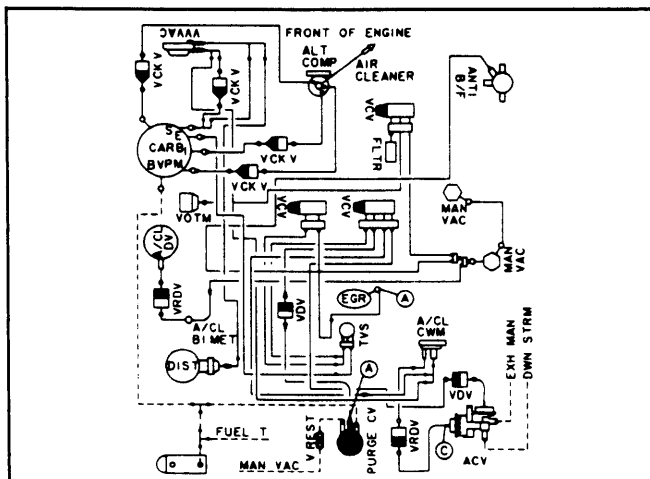 FRONT OF ENGINE
VVVAC
ALT
COMP
AIR
CLEANER
VCK V
VCK V
ANTI
B/F
VCV
S
E
CARB
I
VCK V
FLTR
BVPM
VCK V
VOTM
VCV
VCV
MAN
VAC
A/CL
DV
MAN
VAC
VRDV
VDV
EGR
A
A/CL
BIMET
TVS
A/CL
CWM
EXH MAN
DWN STRM
DIST
A
VDV
FUEL T
V REST
PURGE CV
VRDV
C
ACV
MAN VAC